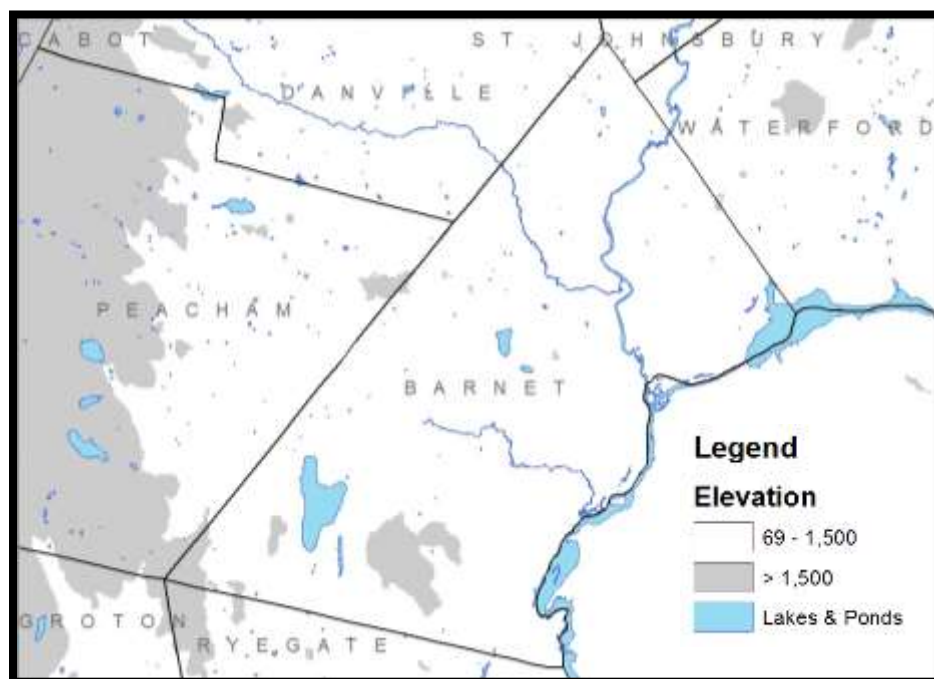 CABOT
ST JOHNSBURY
DANVILLE
WATERFORD
PEACHAM
BARNET
Legend
Elevation
69 - 1,500
> 1,500
Lakes & Ponds
GROTON
RYEGATE